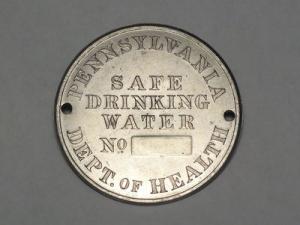 PENNSYLVANIA
SAFE
DRINKING
WATER
Nº
DEPT. OF HEALTH